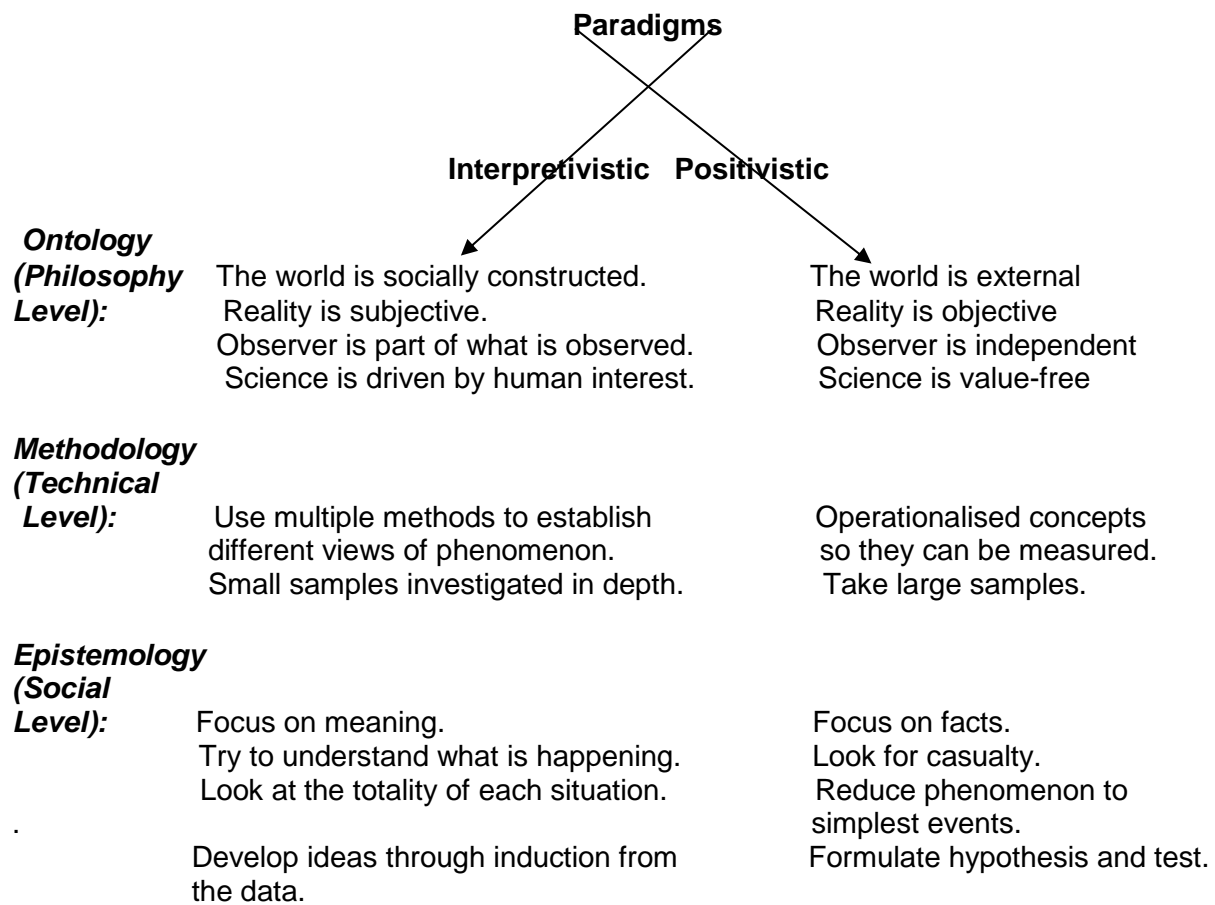 Paradigms
Interpretivistic Positivistic
Ontology
(Philosophy The world is socially constructed. The world is external
Level): Reality is subjective. Reality is objective
Observer is part of what is observed. Observer is independent
Science is driven by human interest. Science is value-free
Methodology
(Technical
Level): Use multiple methods to establish Operationalised concepts
different views of phenomenon. so they can be measured.
Small samples investigated in depth. Take large samples.
Epistemology
(Social
Level): Focus on meaning. Focus on facts.
Try to understand what is happening. Look for casualty.
Look at the totality of each situation. Reduce phenomenon to
. simplest events.
Develop ideas through induction from Formulate hypothesis and test.
the data.